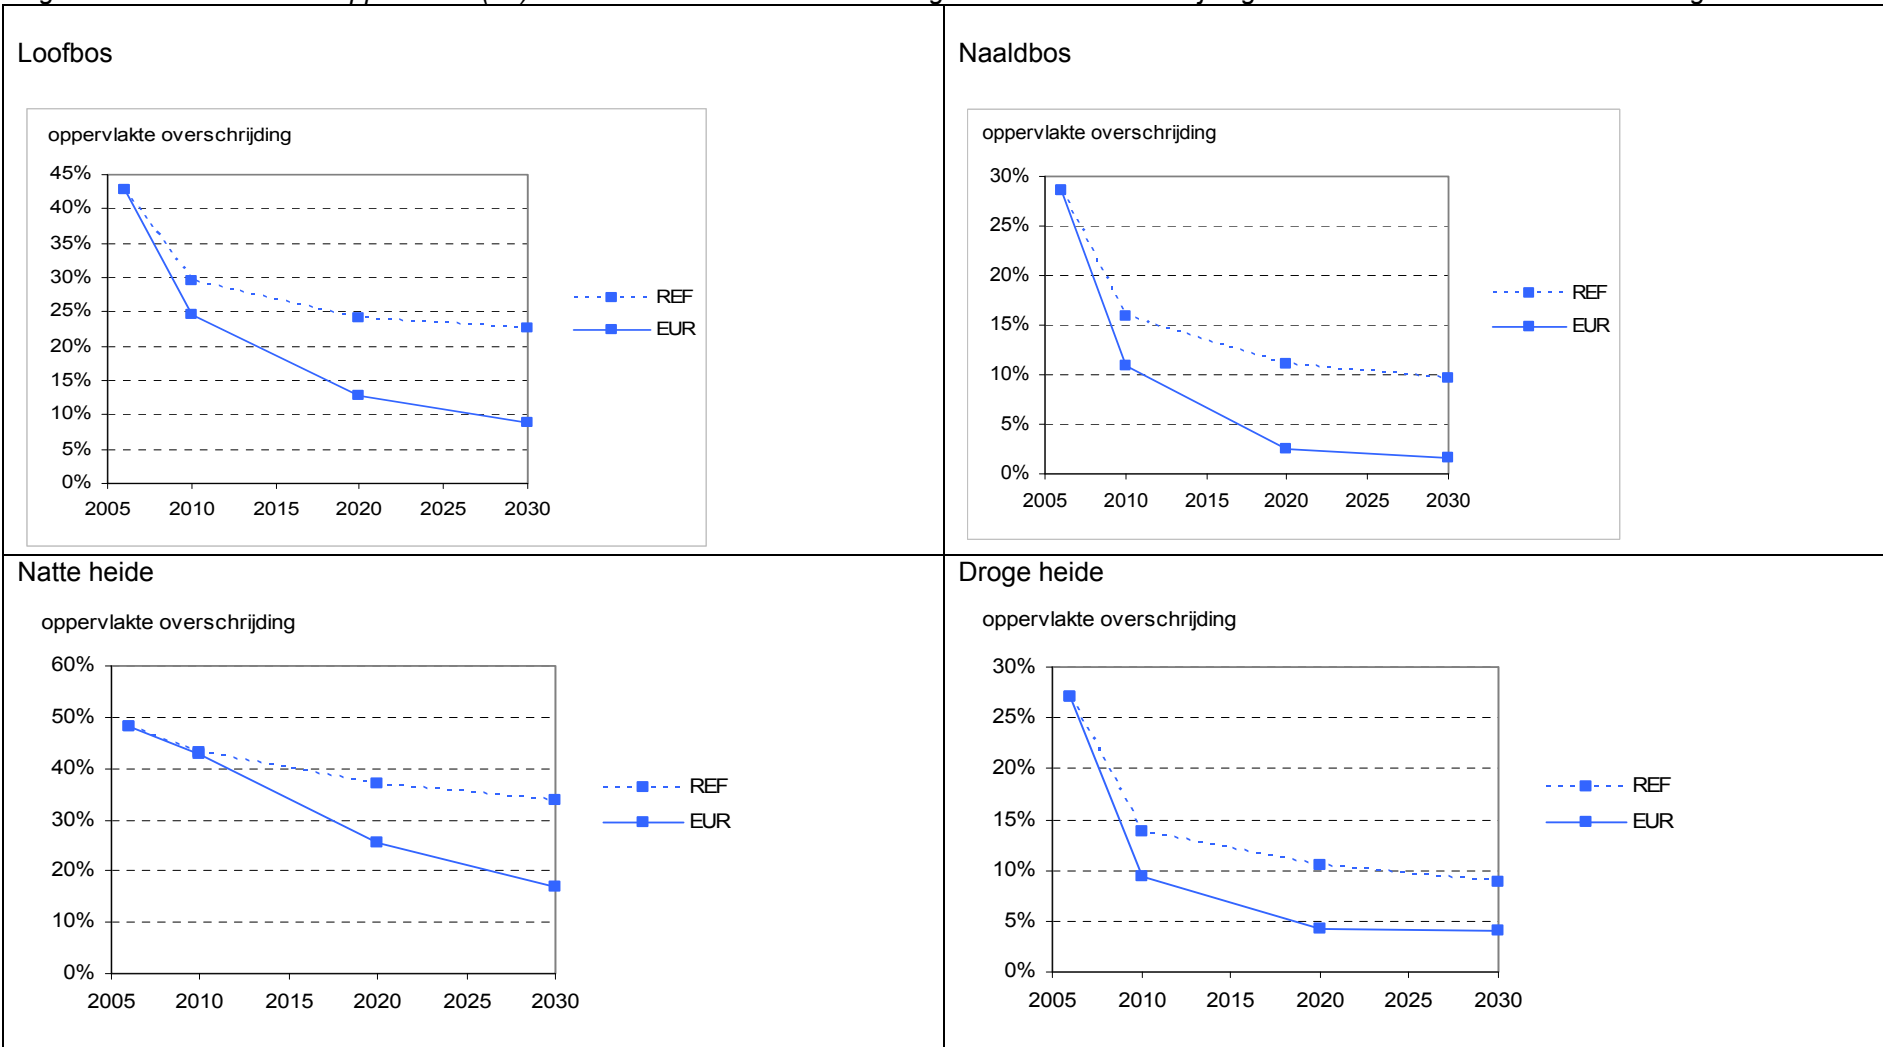 Loofbos
oppervlakte overschrijding
45%
40%
35%
30%
25%
20%
15%
10%
5%
0%
2005 2010 2015 2020 2025 2030
REF
EUR
Naaldbos
oppervlakte overschrijding
30%
25%
20%
15%
10%
5%
0%
2005 2010 2015 2020 2025 2030
REF
EUR
Natte heide
oppervlakte overschrijding
60%
50%
40%
30%
20%
10%
0%
2005 2010 2015 2020 2025 2030
REF
EUR
Droge heide
oppervlakte overschrijding
30%
25%
20%
15%
10%
5%
0%
2005 2010 2015 2020 2025 2030
REF
EUR